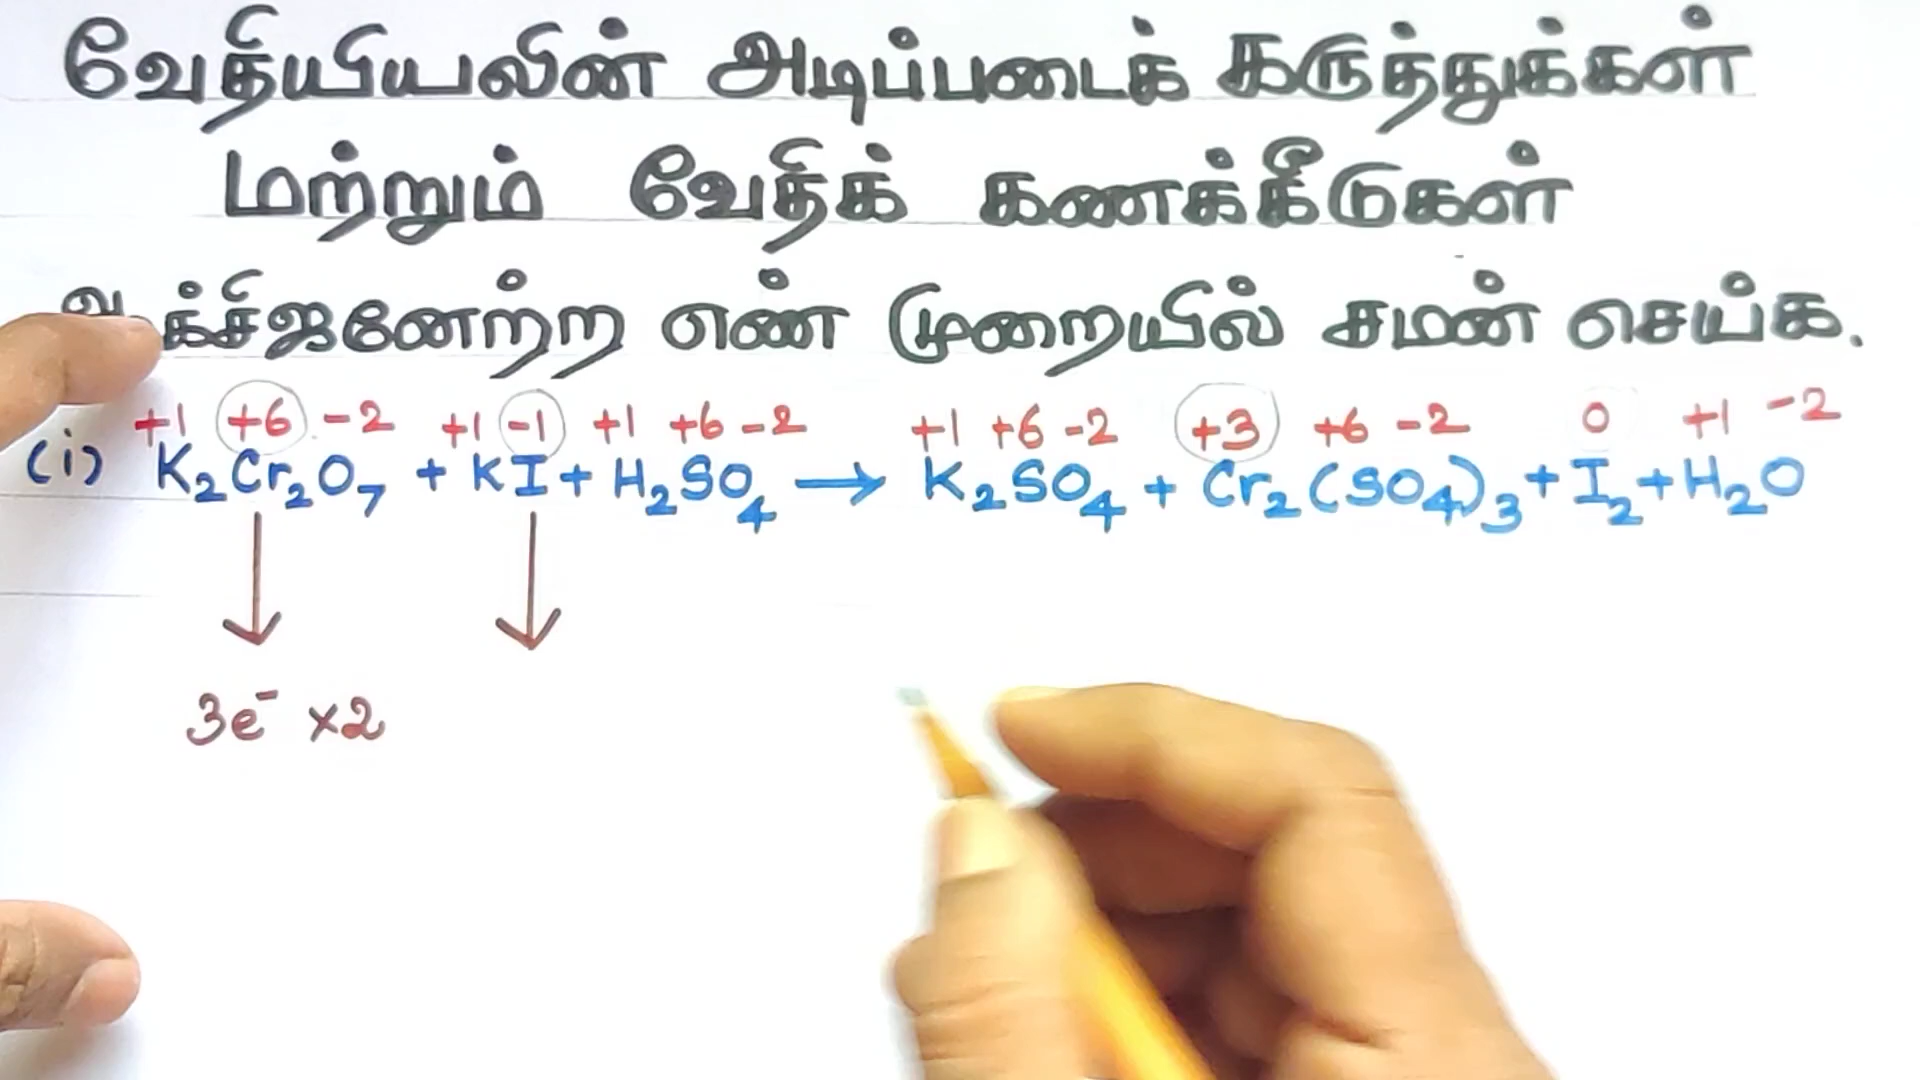 வேதியியலின் அடிப்படைக் கருத்துக்கள்
மற்றும் வேதிக் கணக்கீடுகள்
ஆக்சிஜனேற்ற எண் முறையில் சமன் செய்க.
+1 +6 -2 +1 -1 +1 +6 -2 +1 +6 -2 +3 +6 -2 0 +1 -2
(i) K₂Cr₂O₇ + KI + H₂SO₄ → K₂SO₄ + Cr₂(SO₄)₃ + I₂ + H₂O
3e⁻ ×2